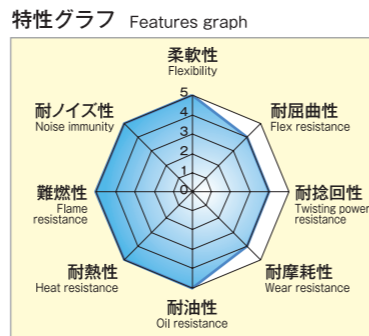 特性グラフ Features graph
柔軟性
Flexibility
5
4
3
2
1
0
耐屈曲性
Flex resistance
耐捻回性
Twisting power
resistance
耐摩耗性
Wear resistance
耐油性
Oil resistance
耐熱性
Heat resistance
難燃性
Flame
resistance
耐ノイズ性
Noise immunity